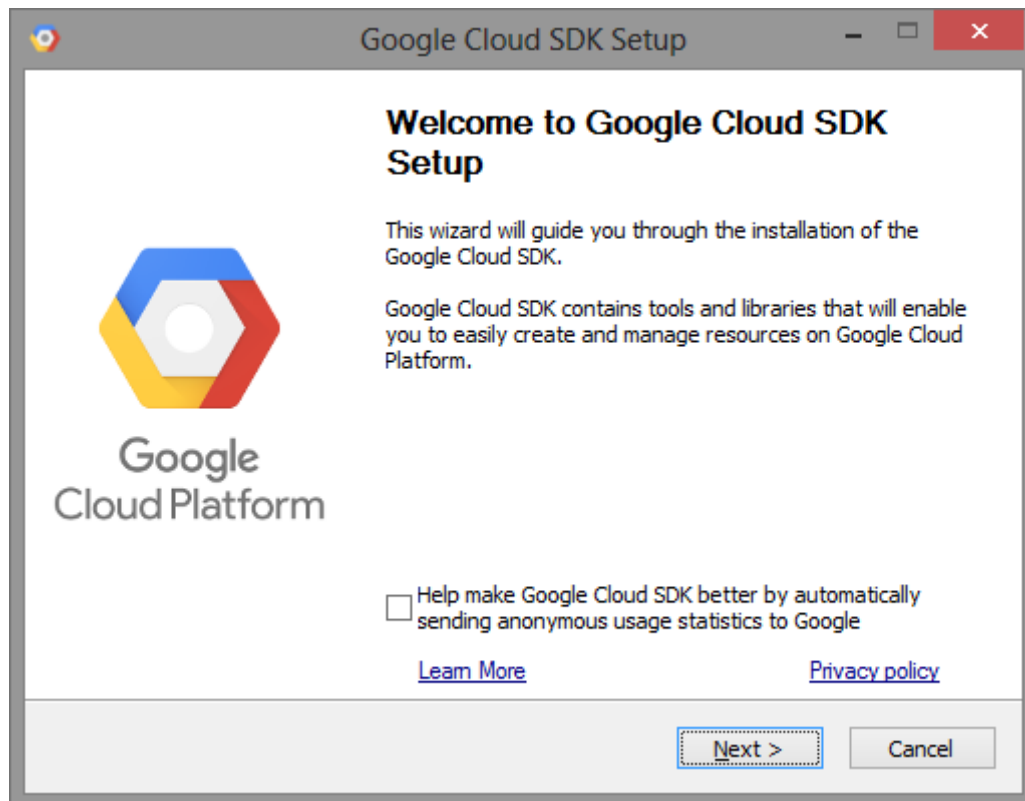 Google Cloud SDK Setup
Welcome to Google Cloud SDK
Setup
This wizard will guide you through the installation of the
Google Cloud SDK.
Google Cloud SDK contains tools and libraries that will enable
you to easily create and manage resources on Google Cloud
Platform.
Google
Cloud Platform
Help make Google Cloud SDK better by automatically
sending anonymous usage statistics to Google
Learn More
Privacy policy
Next >
Cancel